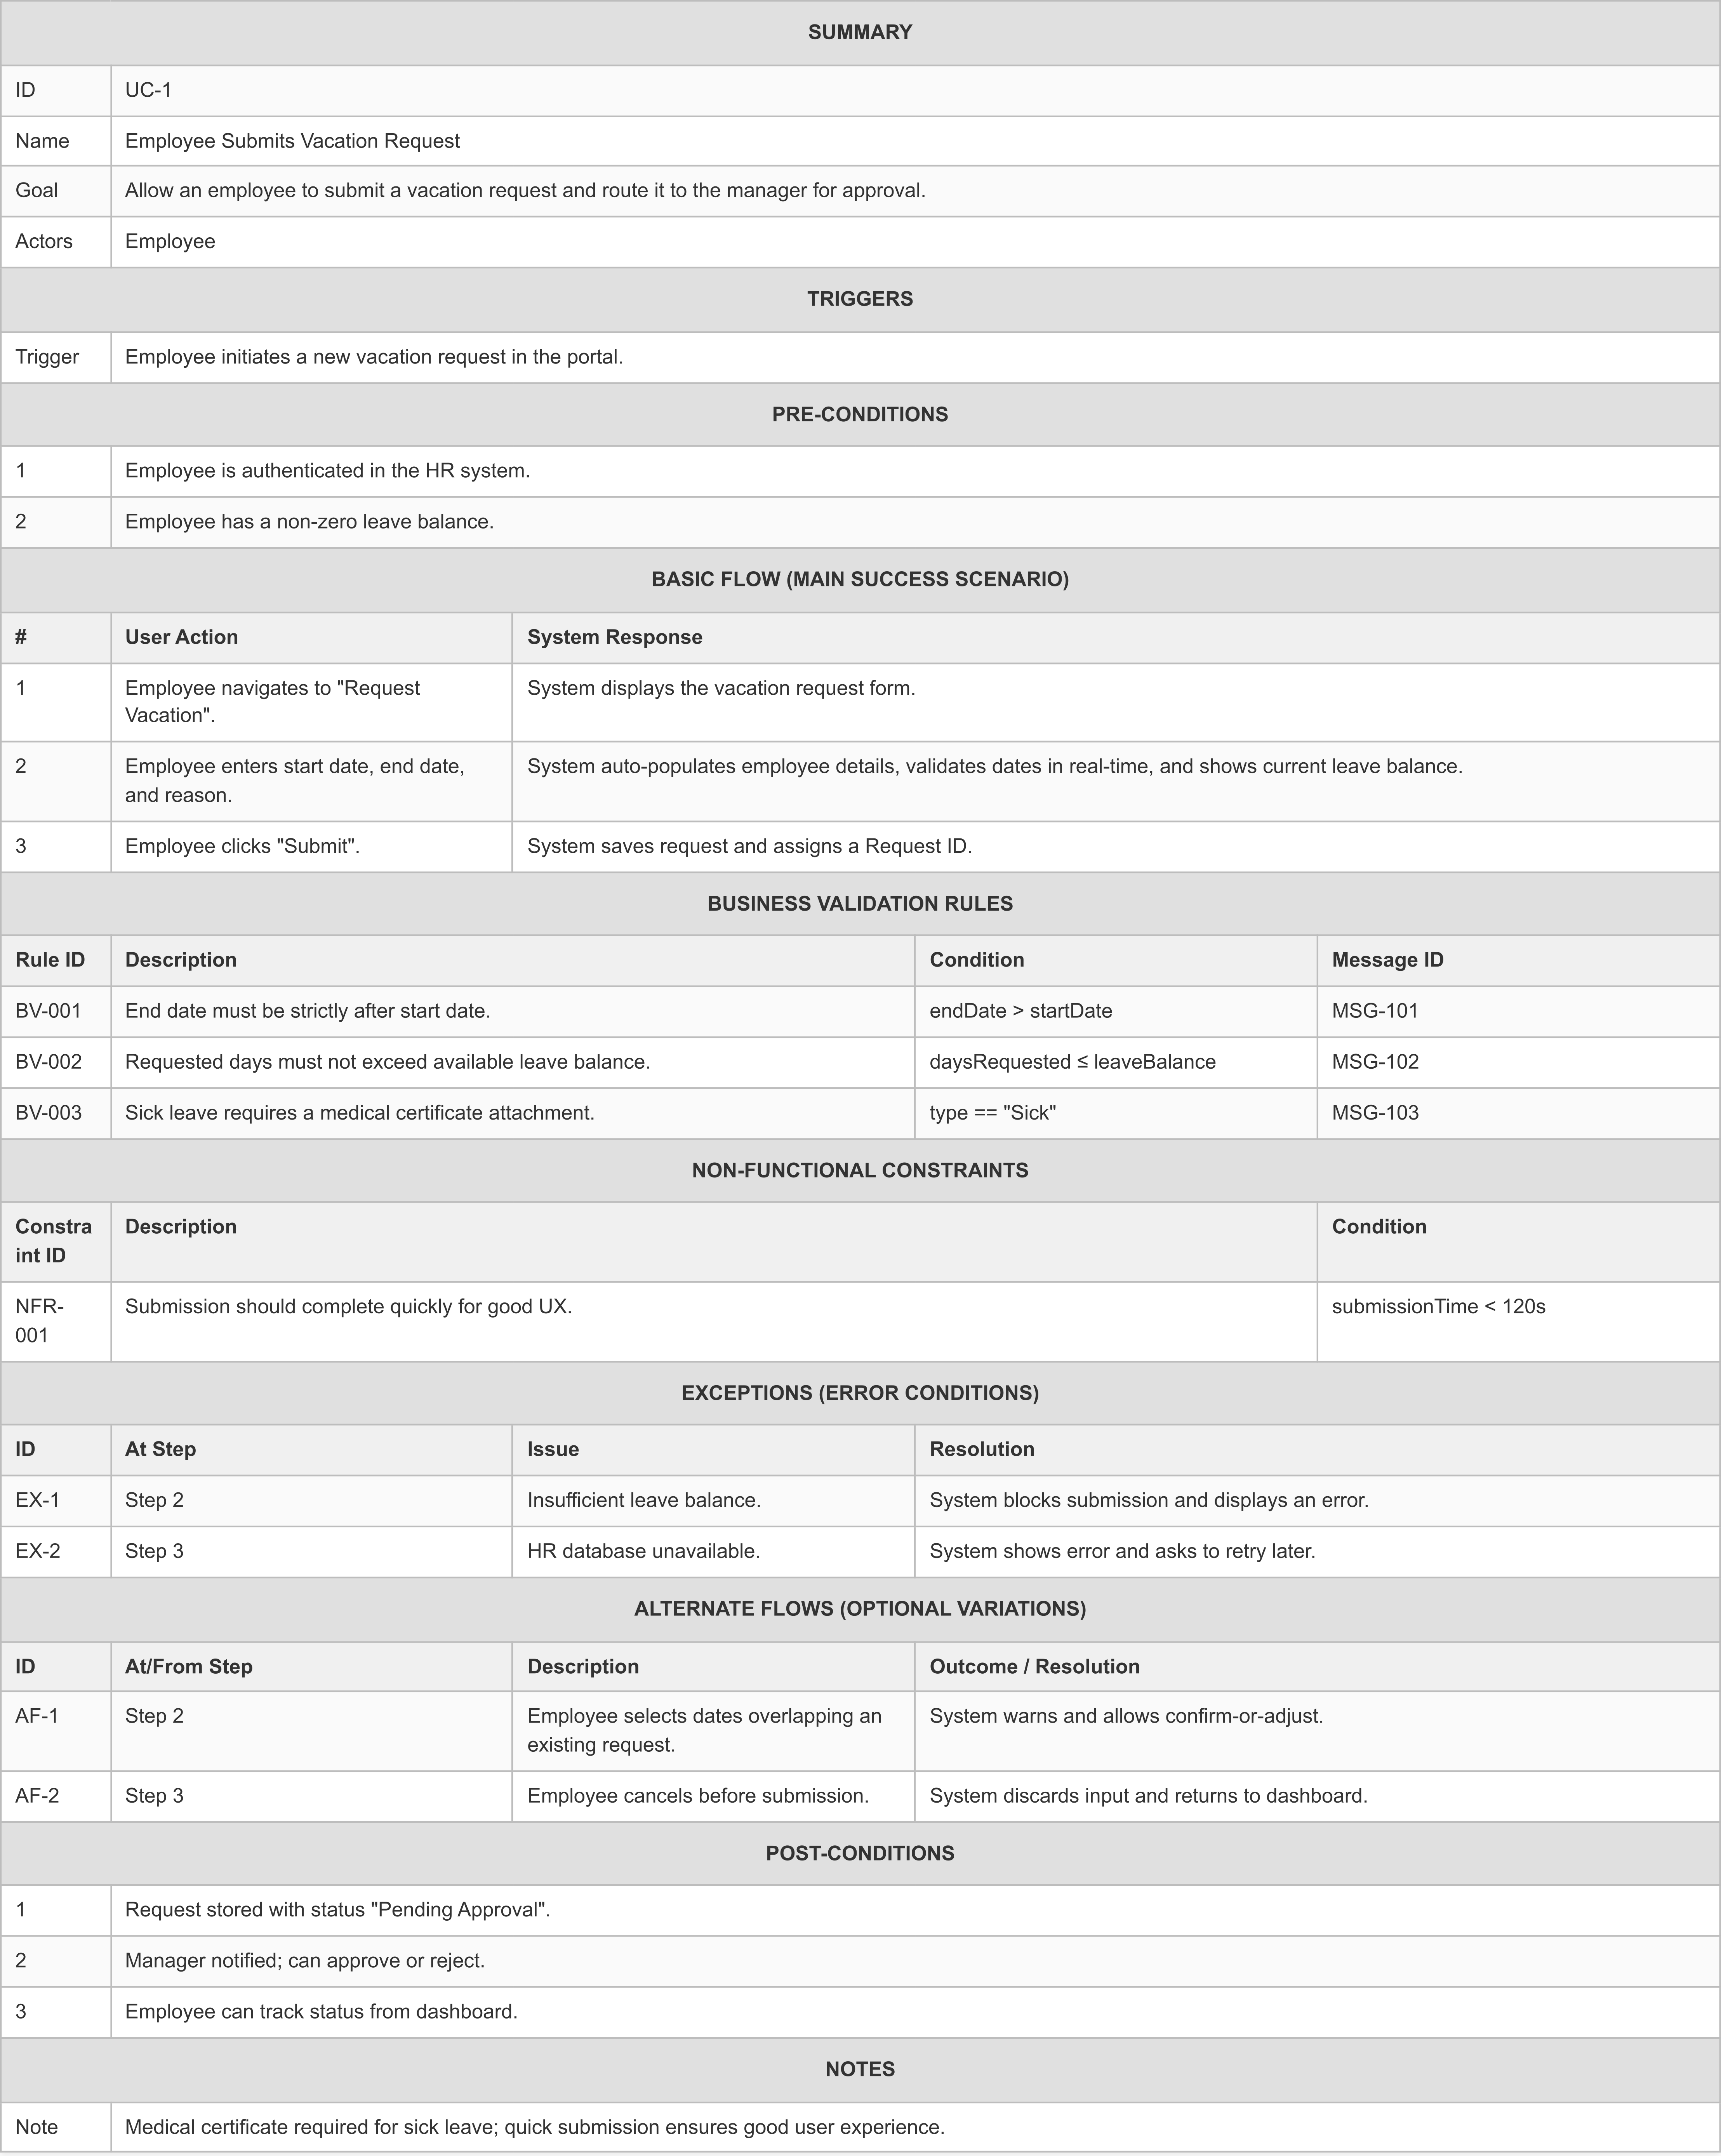 SUMMARY
ID UC-1
Name Employee Submits Vacation Request
Goal Allow an employee to submit a vacation request and route it to the manager for approval.
Actors Employee
TRIGGERS
Trigger Employee initiates a new vacation request in the portal.
PRE-CONDITIONS
1 Employee is authenticated in the HR system.
2 Employee has a non-zero leave balance.
BASIC FLOW (MAIN SUCCESS SCENARIO)
# User Action System Response
1 Employee navigates to "Request System displays the vacation request form.
Vacation".
2 Employee enters start date, end date, System auto-populates employee details, validates dates in real-time, and shows current leave balance.
and reason.
3 Employee clicks "Submit". System saves request and assigns a Request ID.
BUSINESS VALIDATION RULES
Rule ID Description Condition Message ID
BV-001 End date must be strictly after start date. endDate > startDate MSG-101
BV-002 Requested days must not exceed available leave balance. daysRequested ≤ leaveBalance MSG-102
BV-003 Sick leave requires a medical certificate attachment. type == "Sick" MSG-103
NON-FUNCTIONAL CONSTRAINTS
Constra Description Condition
int ID
NFR- Submission should complete quickly for good UX. submissionTime < 120s
001
EXCEPTIONS (ERROR CONDITIONS)
ID At Step Issue Resolution
EX-1 Step 2 Insufficient leave balance. System blocks submission and displays an error.
EX-2 Step 3 HR database unavailable. System shows error and asks to retry later.
ALTERNATE FLOWS (OPTIONAL VARIATIONS)
ID At/From Step Description Outcome / Resolution
AF-1 Step 2 Employee selects dates overlapping an System warns and allows confirm-or-adjust.
existing request.
AF-2 Step 3 Employee cancels before submission. System discards input and returns to dashboard.
POST-CONDITIONS
1 Request stored with status "Pending Approval".
2 Manager notified; can approve or reject.
3 Employee can track status from dashboard.
NOTES
Note Medical certificate required for sick leave; quick submission ensures good user experience.